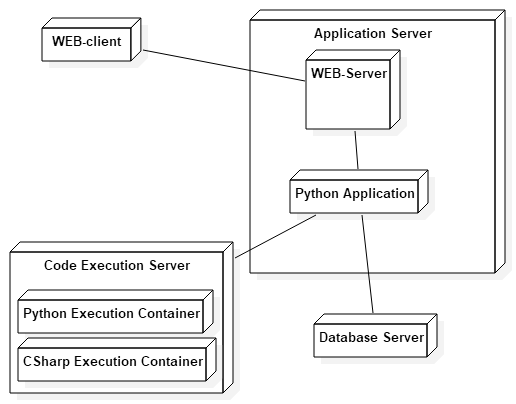 Application Server
WEB-client
WEB-Server
Python Application
Code Execution Server
Python Execution Container
CSharp Execution Container
Database Server